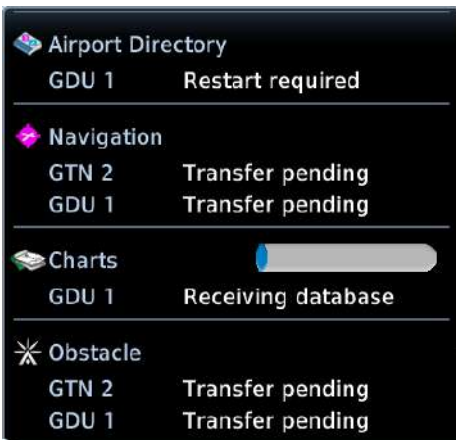 Airport Directory
GDU 1 Restart required
Navigation
GTN 2 Transfer pending
GDU 1 Transfer pending
Charts
GDU 1 Receiving database
Obstacle
GTN 2 Transfer pending
GDU 1 Transfer pending